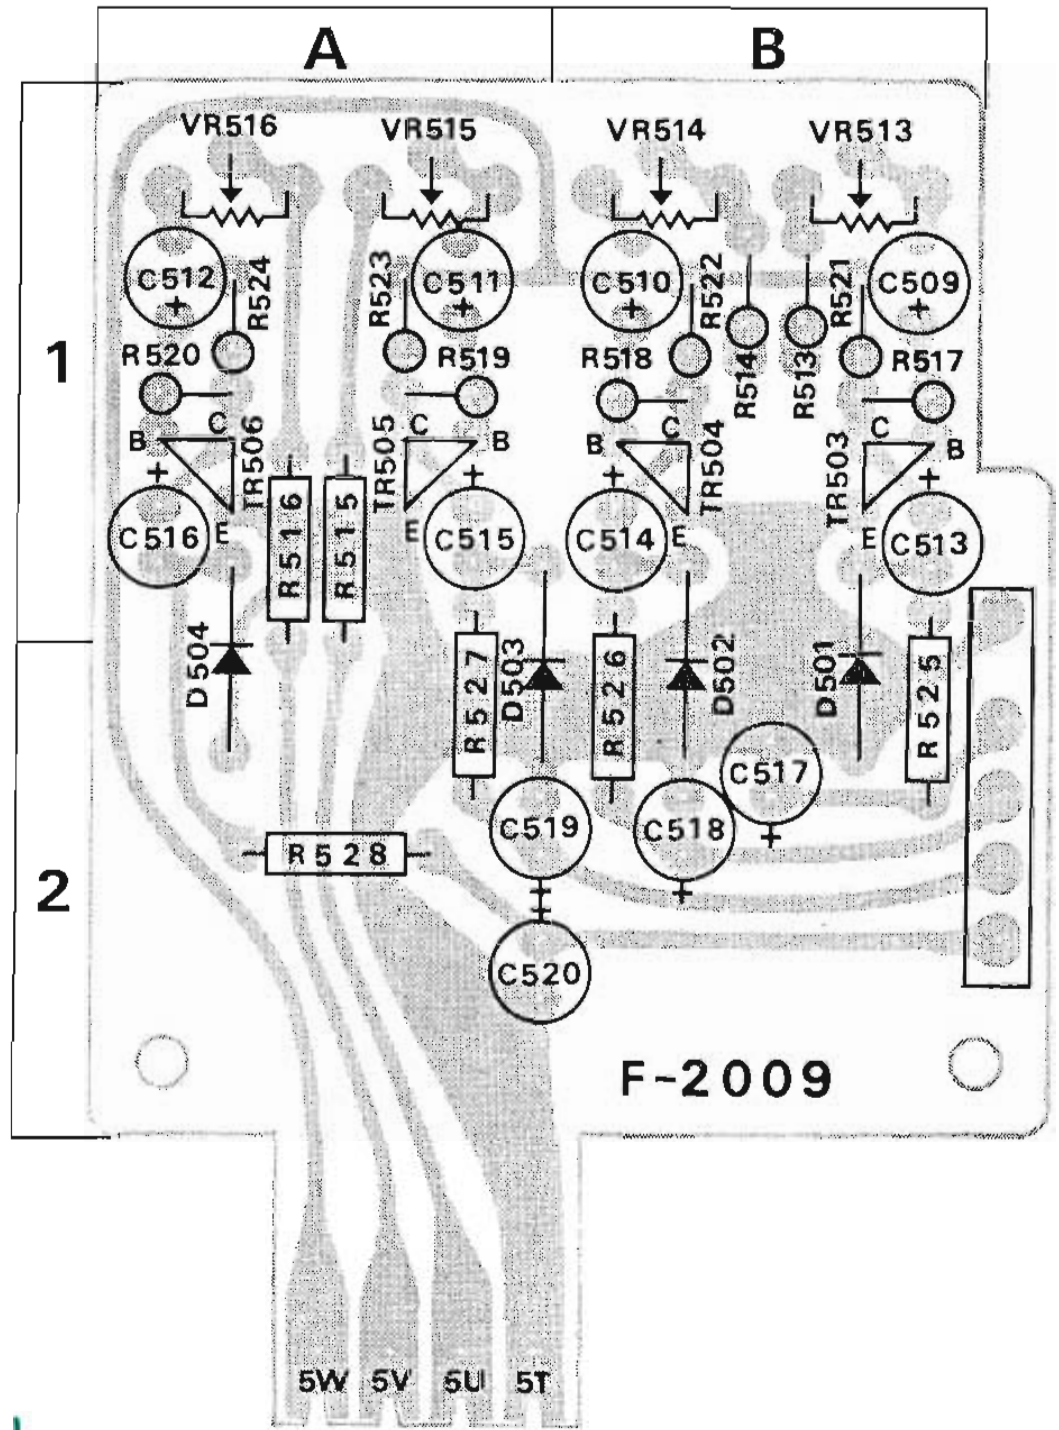 A B
VR516 VR515 VR514 VR513
C512 R524 R523 C511 C510 R522 R521 C509
+ + + +
1
R520 R519 R518 R514 R513 R517
B C TR506 TR505 C B B C TR504 TR503 C B
+ + + +
C516 E R516 R515 E C515 C514 E E C513
D504 R527 D503 R526 D502 D501 R525
C517
C519 C518 +
R528
2
+ +
+
C520
F-2009
5W 5V 5U 5T